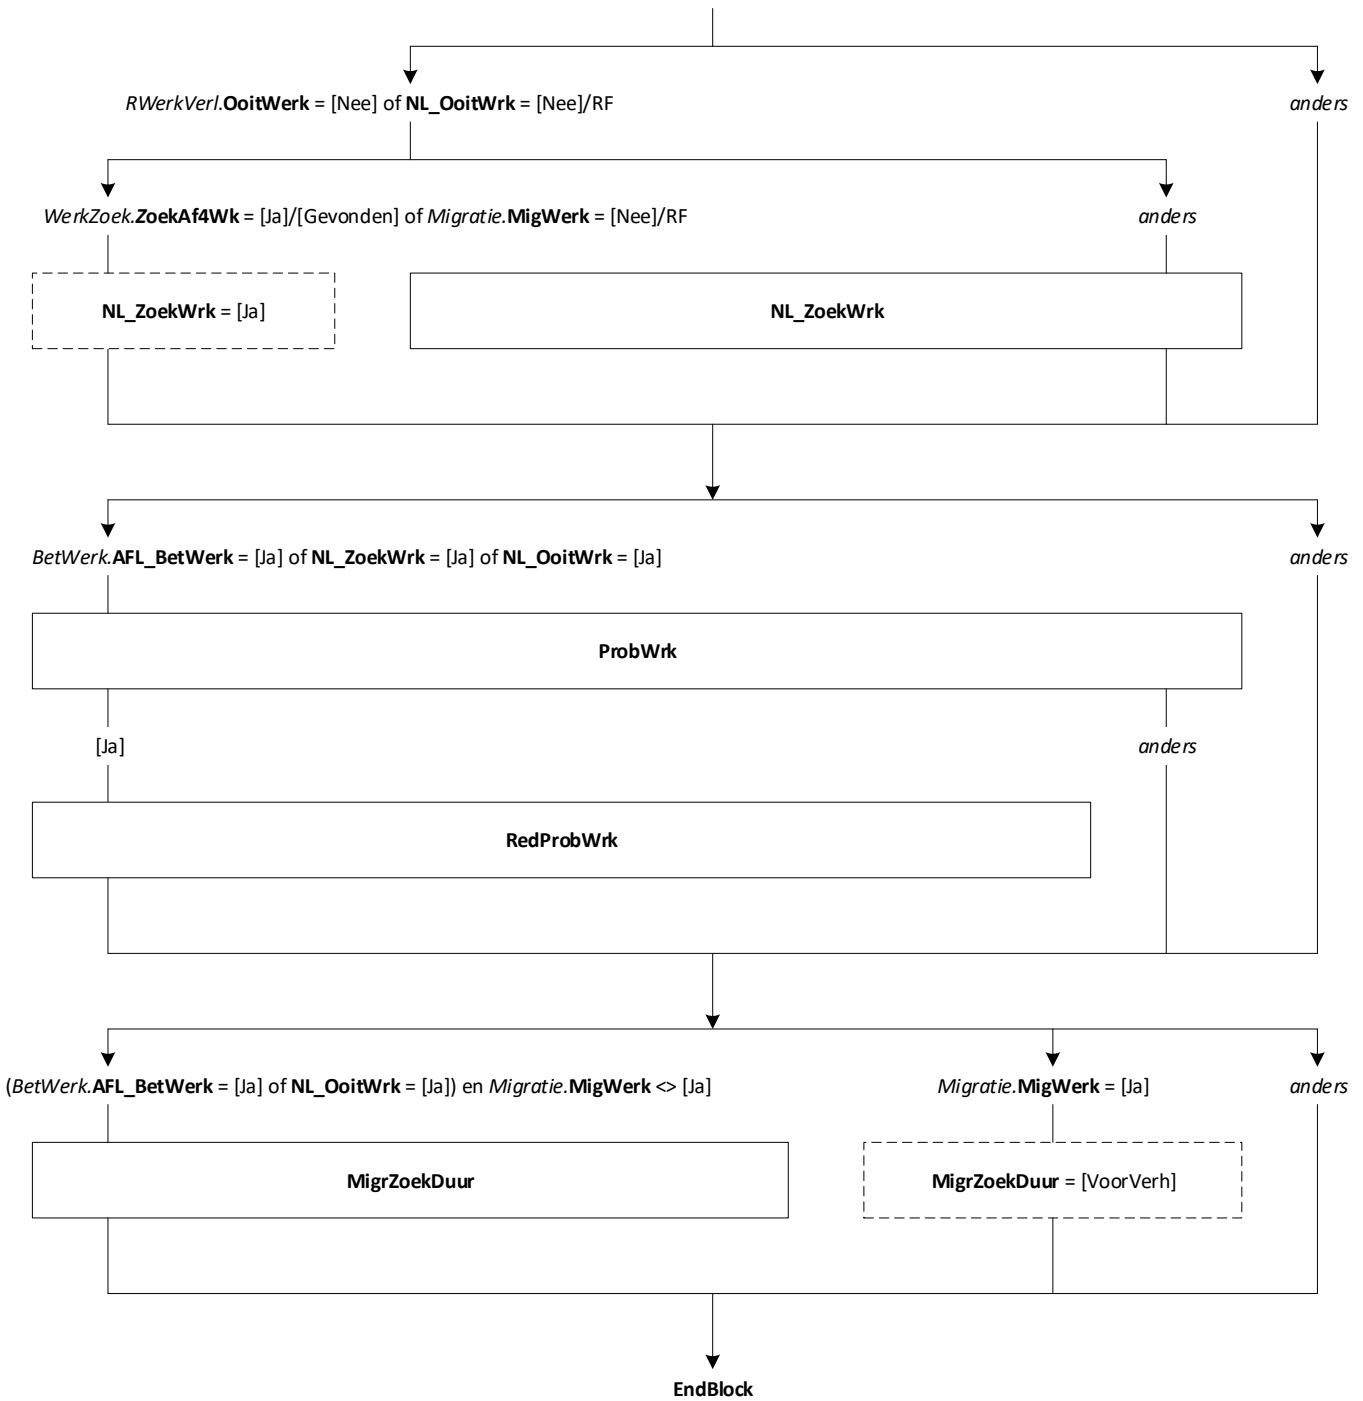 RWerkVerl.OoitWerk = [Nee] of NL_OoitWrk = [Nee]/RF
anders
WerkZoek.ZoekAf4Wk = [Ja]/[Gevonden] of Migratie.MigWerk = [Nee]/RF
anders
NL_ZoekWrk = [Ja]
NL_ZoekWrk
BetWerk.AFL_BetWerk = [Ja] of NL_ZoekWrk = [Ja] of NL_OoitWrk = [Ja]
anders
ProbWrk
[Ja]
anders
RedProbWrk
(BetWerk.AFL_BetWerk = [Ja] of NL_OoitWrk = [Ja]) en Migratie.MigWerk <> [Ja]
Migratie.MigWerk = [Ja]
anders
MigrZoekDuur
MigrZoekDuur = [VoorVerh]
EndBlock